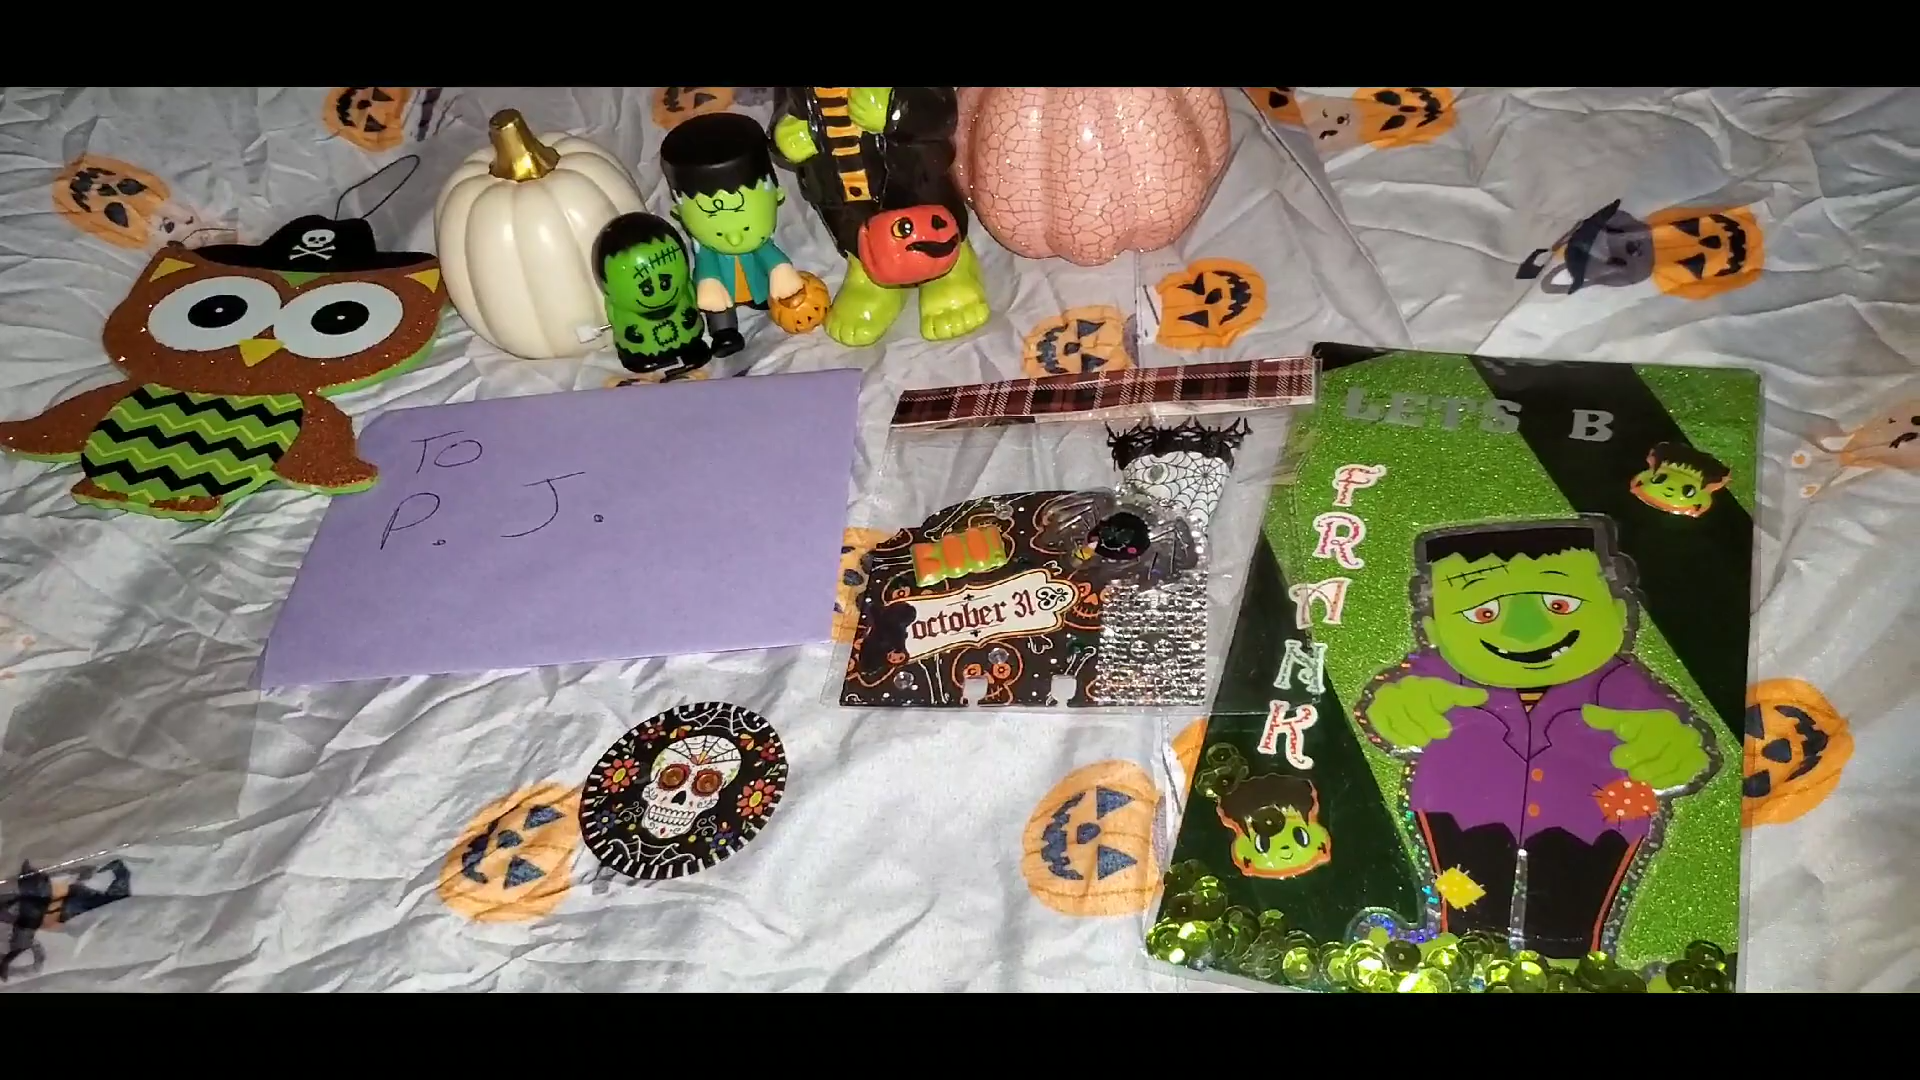 TO
P. J.
BOO!
october 31
LETS B
FRANK